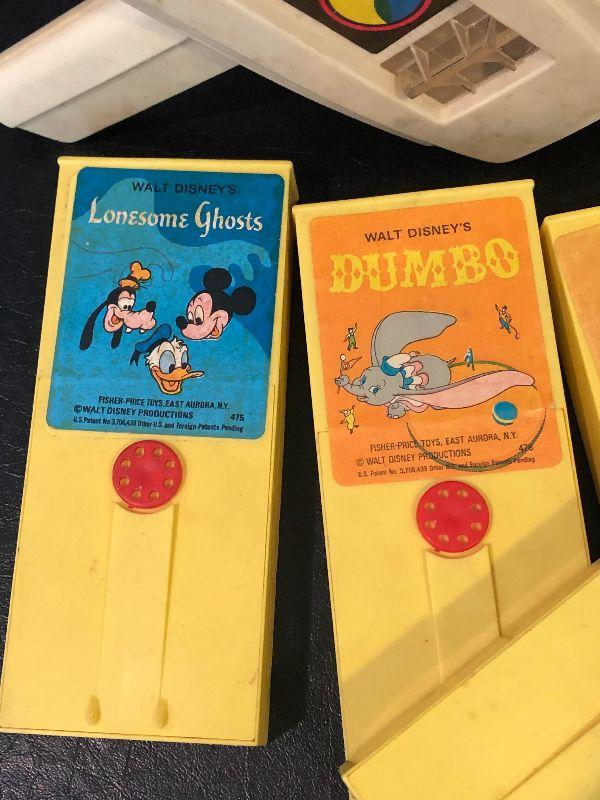 WALT DISNEY'S
Lonesome Ghosts
FISHER-PRICE TOYS, EAST AURORA, N.Y.
©WALT DISNEY PRODUCTIONS 475
U.S. Patent No 3,706,439 Other U.S. and Foreign Patents Pending
WALT DISNEY'S
DUMBO
FISHER-PRICE TOYS, EAST AURORA, N.Y.
© WALT DISNEY PRODUCTIONS 476
U.S. Patent No. 3,706,439 Other U.S. and Foreign Patents Pending